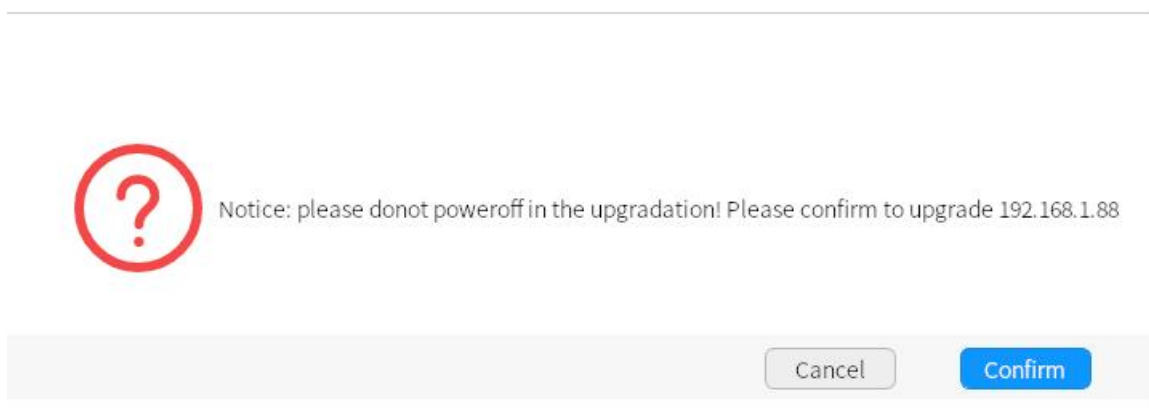 Notice: please donot poweroff in the upgradation! Please confirm to upgrade 192.168.1.88
Cancel
Confirm